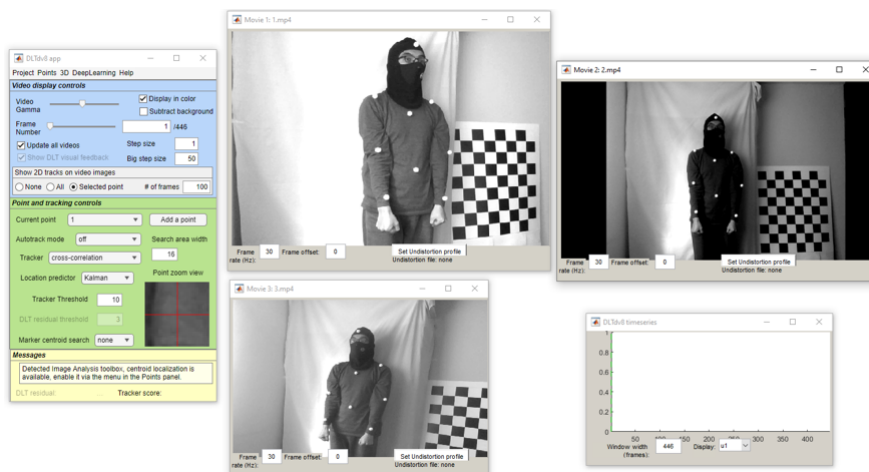 DLTdv8 app
Project Points 3D DeepLearning Help
Video display controls
Video Gamma
Display in color
Subtract background
Frame Number
1 /446
Update all videos
Step size 1
Show DLT visual feedback
Big step size 50
Show 2D tracks on video images
None All Selected point # of frames 100
Point and tracking controls
Current point 1 Add a point
Autotrack mode off Search area width
Tracker cross-correlation 16
Location predictor Kalman Point zoom view
Tracker Threshold 10
DLT residual threshold 3
Marker centroid search none
Messages
Detected Image Analysis toolbox, centroid localization is
available, enable it via the menu in the Points panel.
DLT residual: ... Tracker score:
Movie 1: 1.mp4
Frame rate (Hz): 30 Frame offset: 0 Set Undistortion profile
Undistortion file: none
Movie 2: 2.mp4
Frame rate (Hz): 30 Frame offset: 0 Set Undistortion profile
Undistortion file: none
Movie 3: 3.mp4
Frame rate (Hz): 30 Frame offset: 0 Set Undistortion profile
Undistortion file: none
DLTdv8 timeseries
1
0.8
0.6
0.4
0.2
0
50 100 150 200 250 300 350 400
Window width (frames): 446 Display: u1